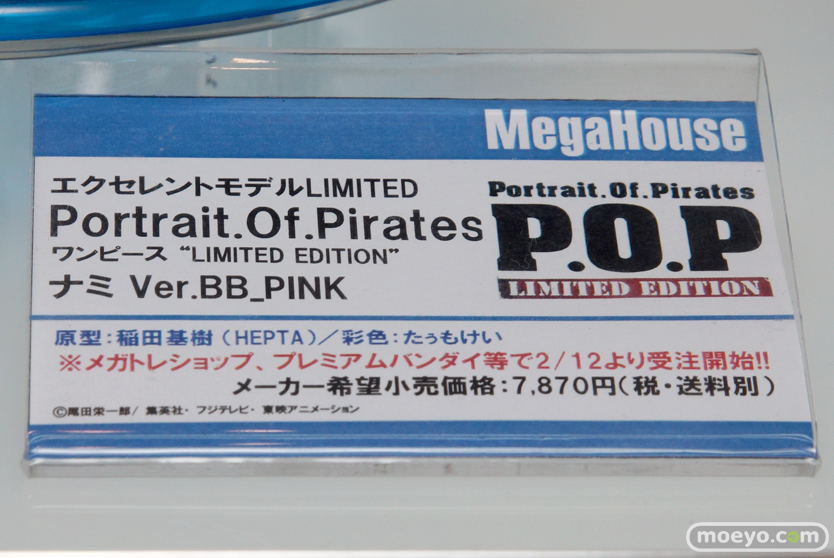 MegaHouse
エクセレントモデルLIMITED
Portrait.Of.Pirates
ワンピース “LIMITED EDITION”
ナミ Ver.BB_PINK
Portrait.Of.Pirates
P.O.P
LIMITED EDITION
原型：稲田基樹（HEPTA）／彩色：たぅもけい
※メガトレショップ、プレミアムバンダイ等で2/12より受注開始!!
メーカー希望小売価格：7,870円（税・送料別）
©尾田栄一郎/ 集英社・フジテレビ・東映アニメーション
moeyo.com